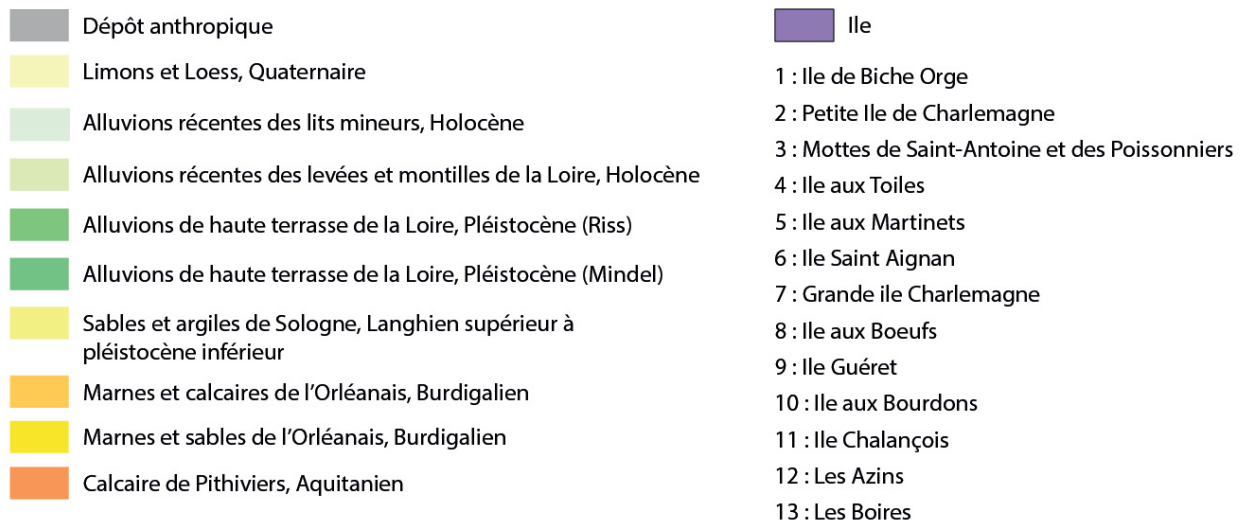 Dépôt anthropique
Limons et Loess, Quaternaire
Alluvions récentes des lits mineurs, Holocène
Alluvions récentes des levées et montilles de la Loire, Holocène
Alluvions de haute terrasse de la Loire, Pléistocène (Riss)
Alluvions de haute terrasse de la Loire, Pléistocène (Mindel)
Sables et argiles de Sologne, Langhien supérieur à
pléistocène inférieur
Marnes et calcaires de l'Orléanais, Burdigalien
Marnes et sables de l'Orléanais, Burdigalien
Calcaire de Pithiviers, Aquitanien
Ile
1 : Ile de Biche Orge
2 : Petite Ile de Charlemagne
3 : Mottes de Saint-Antoine et des Poissonniers
4 : Ile aux Toiles
5 : Ile aux Martinets
6 : Ile Saint Aignan
7 : Grande ile Charlemagne
8 : Ile aux Boeufs
9 : Ile Guéret
10 : Ile aux Bourdons
11 : Ile Chalançois
12 : Les Azins
13 : Les Boires